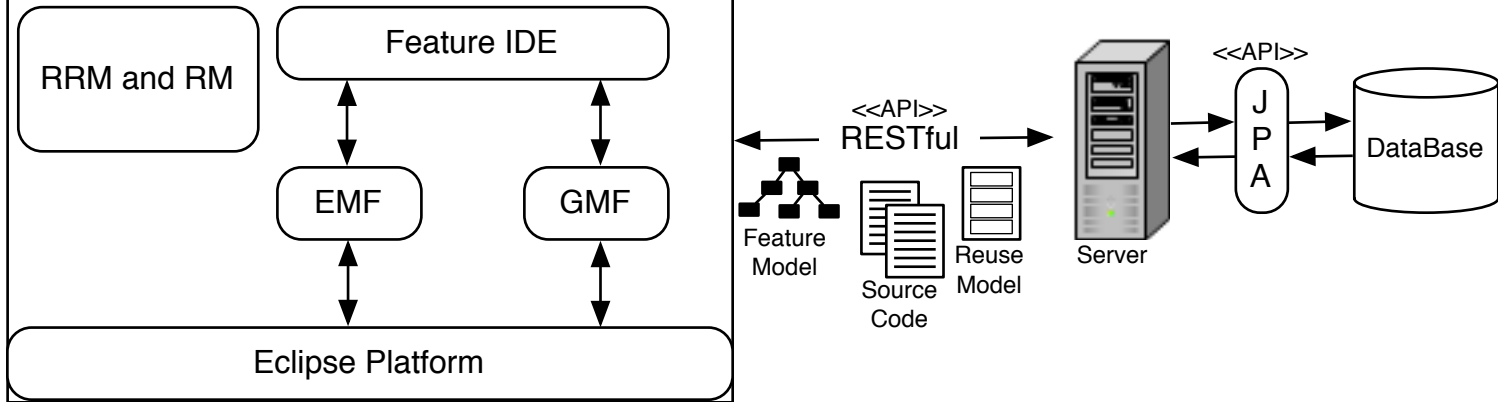 RRM and RM
Feature IDE
EMF
GMF
Eclipse Platform
<<API>>
RESTful
Feature
Model
Source
Code
Reuse
Model
Server
<<API>>
J
P
A
DataBase